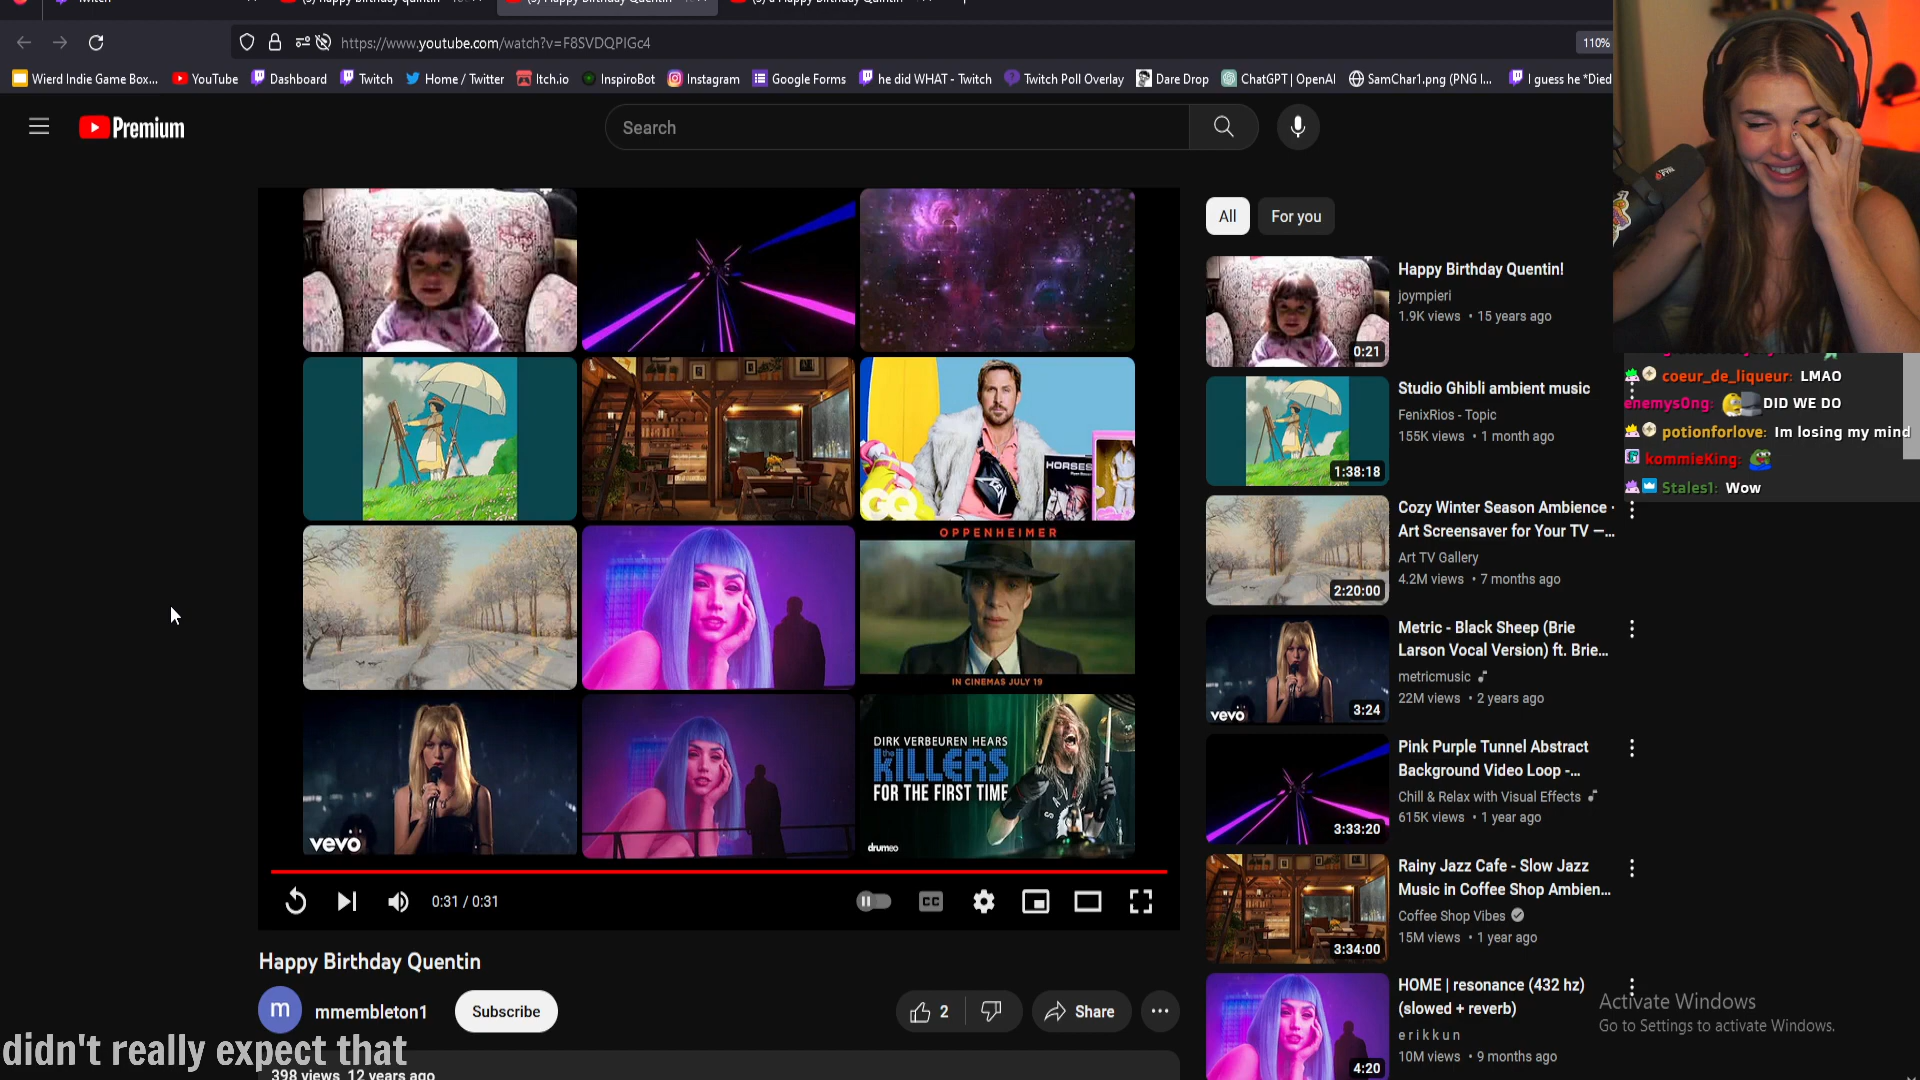 https://www.youtube.com/watch?v=F8SVDQPIGc4
110%
Wierd Indie Game Box...
YouTube
Dashboard
Twitch
Home / Twitter
Itch.io
InspiroBot
Instagram
Google Forms
he did WHAT - Twitch
Twitch Poll Overlay
Dare Drop
ChatGPT | OpenAI
SamChar1.png (PNG I...
I guess he *Died
Premium
Search
GQ
HORSES
OPPENHEIMER
IN CINEMAS JULY 19
vevo
DIRK VERBEUREN HEARS
the
KILLERS
FOR THE FIRST TIME
drumeo
0:31 / 0:31
CC
Happy Birthday Quentin
m
mmembleton1
Subscribe
2
Share
398 views 12 years ago
didn't really expect that
All
For you
Happy Birthday Quentin!
joympieri
1.9K views • 15 years ago
0:21
Studio Ghibli ambient music
FenixRios - Topic
155K views • 1 month ago
1:38:18
Cozy Winter Season Ambience ·
Art Screensaver for Your TV –...
Art TV Gallery
4.2M views • 7 months ago
2:20:00
Metric - Black Sheep (Brie
Larson Vocal Version) ft. Brie...
metricmusic
22M views • 2 years ago
vevo
3:24
Pink Purple Tunnel Abstract
Background Video Loop -...
Chill & Relax with Visual Effects
615K views • 1 year ago
3:33:20
Rainy Jazz Cafe - Slow Jazz
Music in Coffee Shop Ambien...
Coffee Shop Vibes
15M views • 1 year ago
3:34:00
HOME | resonance (432 hz)
(slowed + reverb)
erikkun
10M views • 9 months ago
4:20
coeur_de_liqueur: LMAO
enemys0ng: DID WE DO
potionforlove: Im losing my mind
kommieKing:
Stales1: Wow
Activate Windows
Go to Settings to activate Windows.